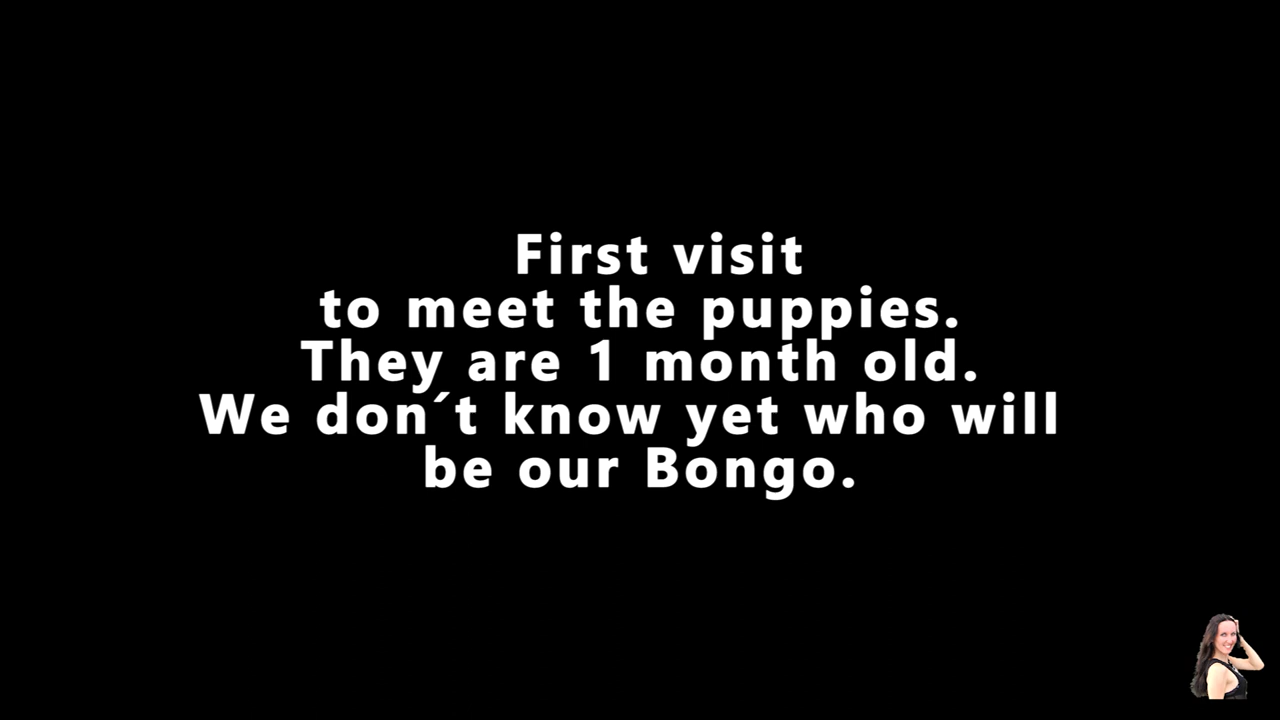 First visit
to meet the puppies.
They are 1 month old.
We don´t know yet who will
be our Bongo.